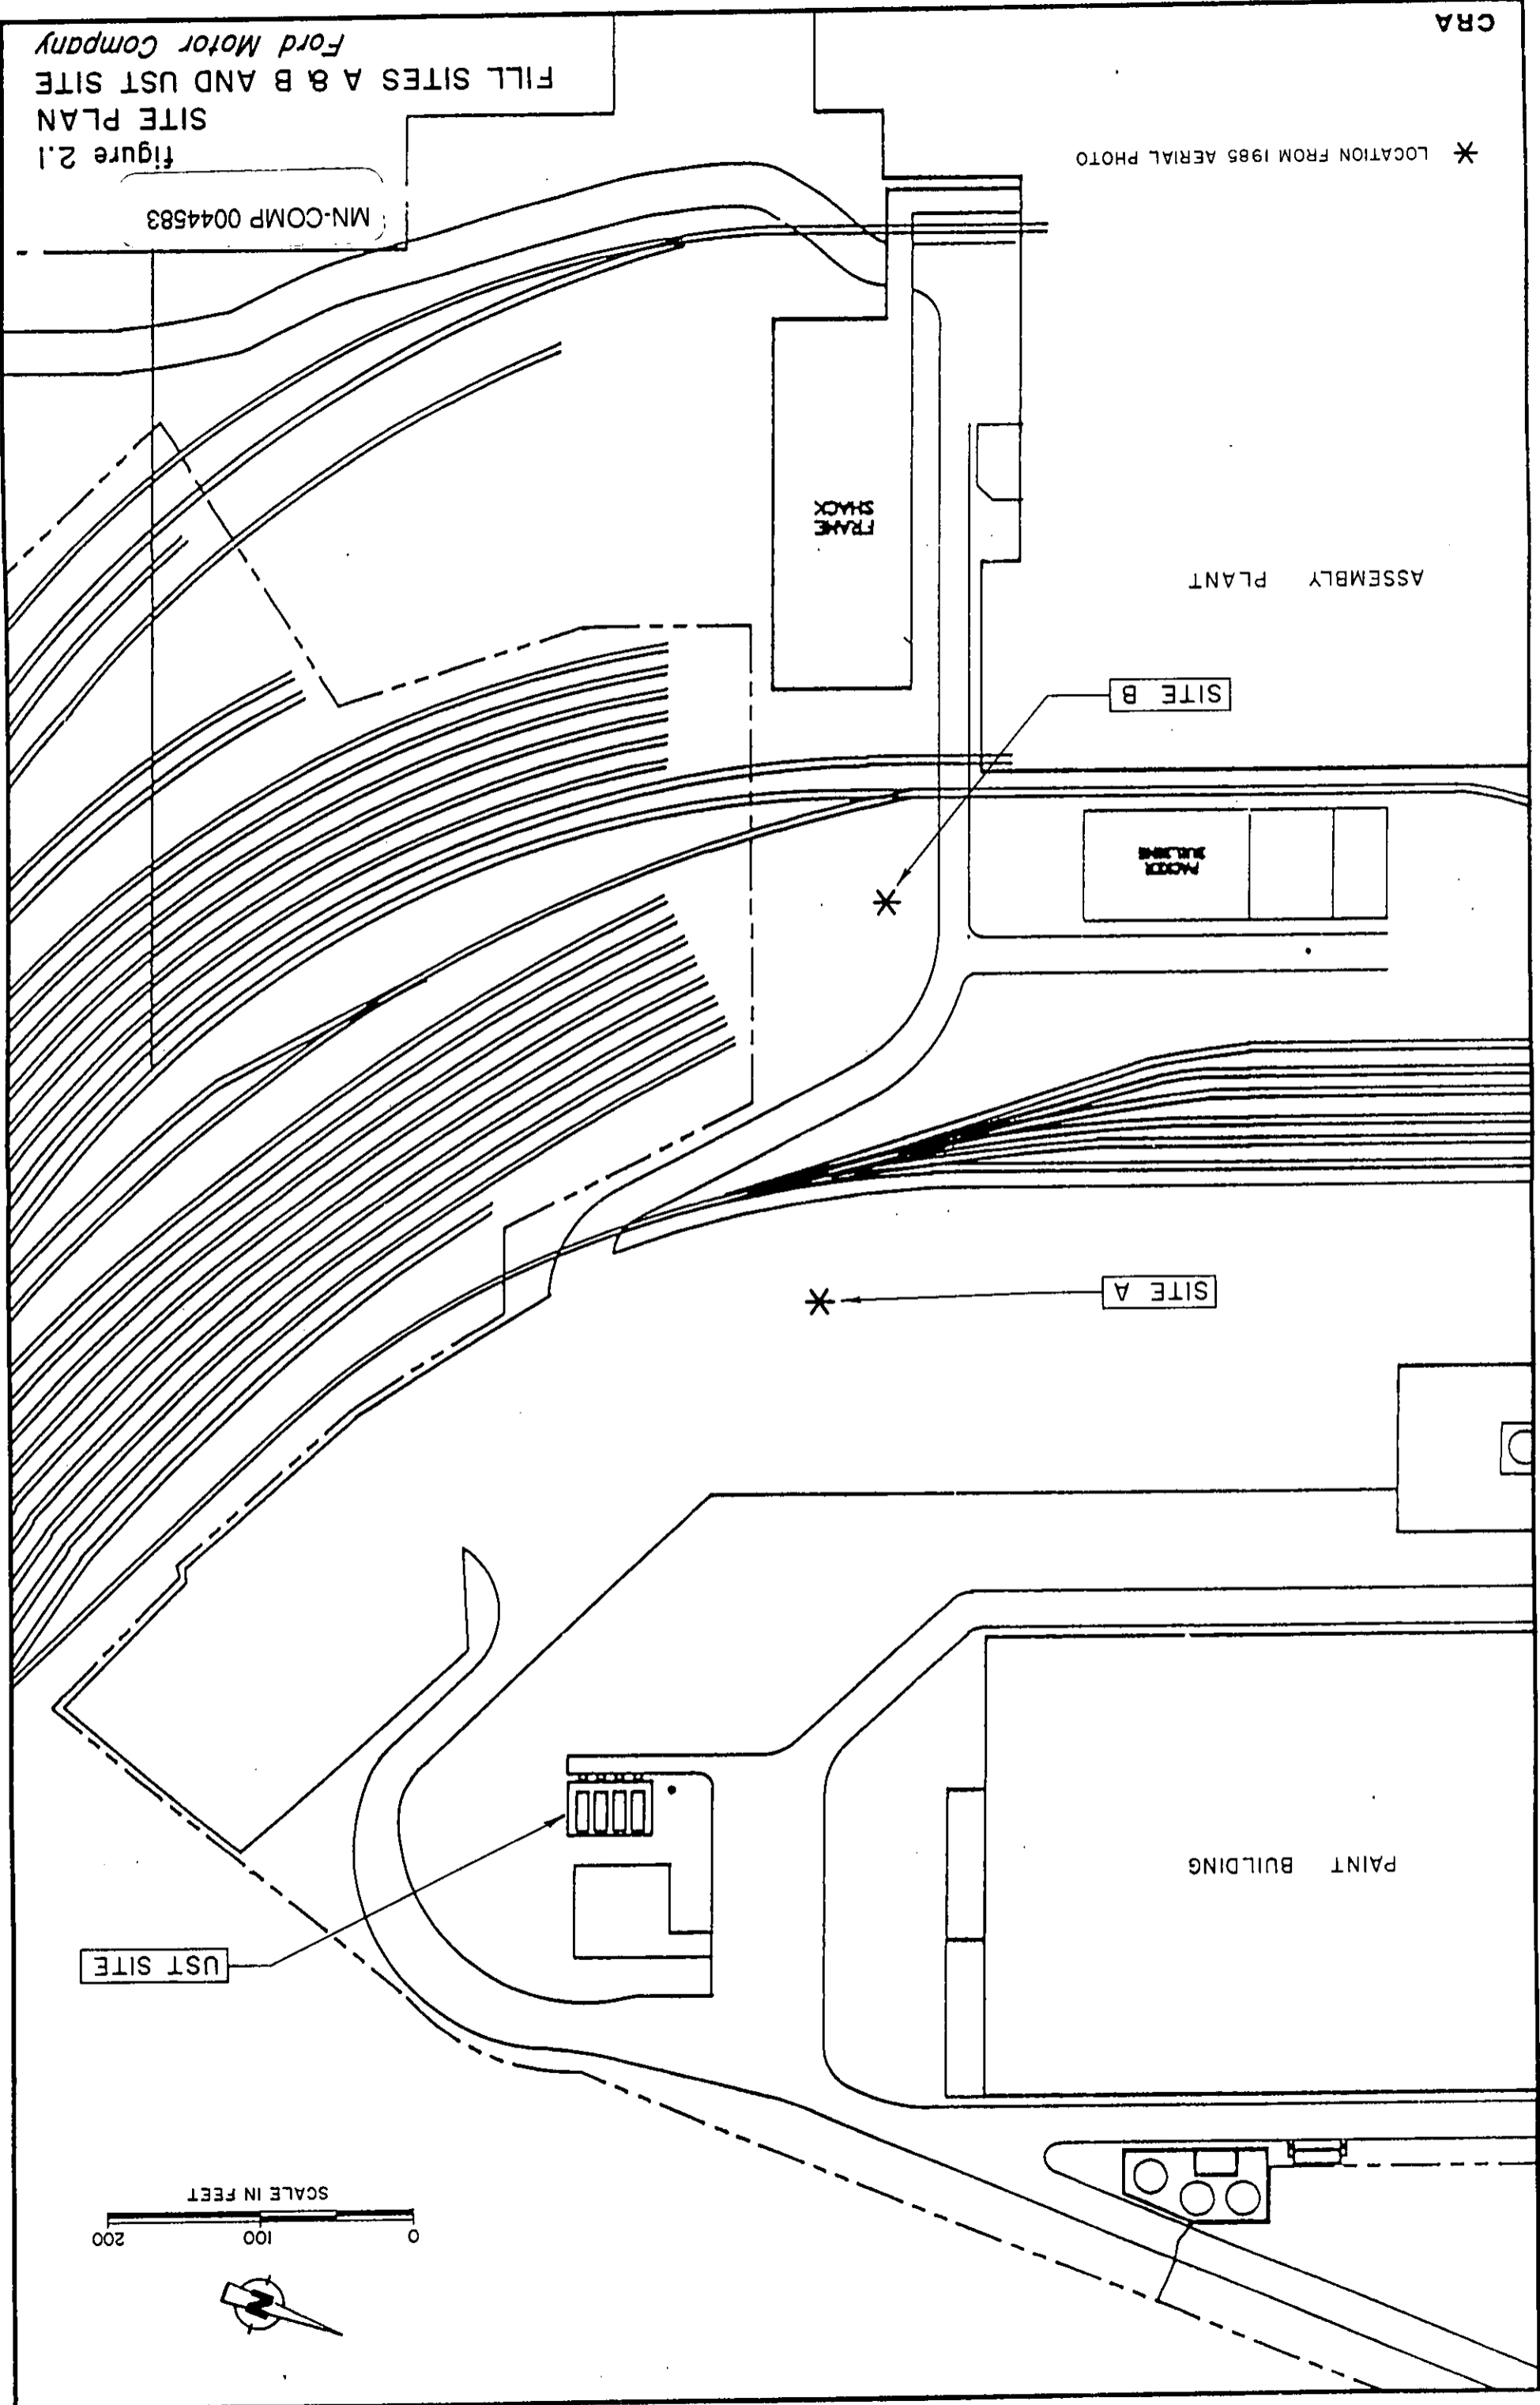 N
0 100 200
SCALE IN FEET
UST SITE
PAINT BUILDING
SITE A
PACKER
BUILDING
SITE B
ASSEMBLY PLANT
FRAME
SHACK
MN-COMP 0044583
* LOCATION FROM 1985 AERIAL PHOTO
figure 2.1
SITE PLAN
FILL SITES A & B AND UST SITE
Ford Motor Company
CRA